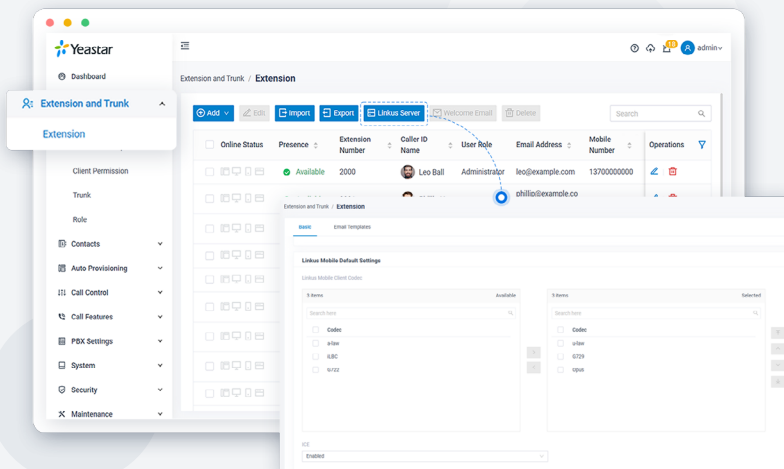 Yeastar
18
admin
Dashboard
Extension and Trunk / Extension
Extension and Trunk
Extension
Add
Edit
Import
Export
Linkus Server
Welcome Email
Delete
Search
Online Status
Presence
Extension
Number
Caller ID
Name
User Role
Email Address
Mobile
Number
Operations
Client Permission
Available
2000
Leo Ball
Administrator
leo@example.com
13700000000
phillip@example.co
Trunk
Role
Contacts
Auto Provisioning
Call Control
Call Features
PBX Settings
System
Security
Maintenance
Extension and Trunk / Extension
Basic
Email Templates
Linkus Mobile Default Settings
Linkus Mobile Client Codec
3 items
Available
3 items
Selected
Search here
Search here
Codec
Codec
a-law
u-law
iLBC
G729
G722
Opus
ICE
Enabled